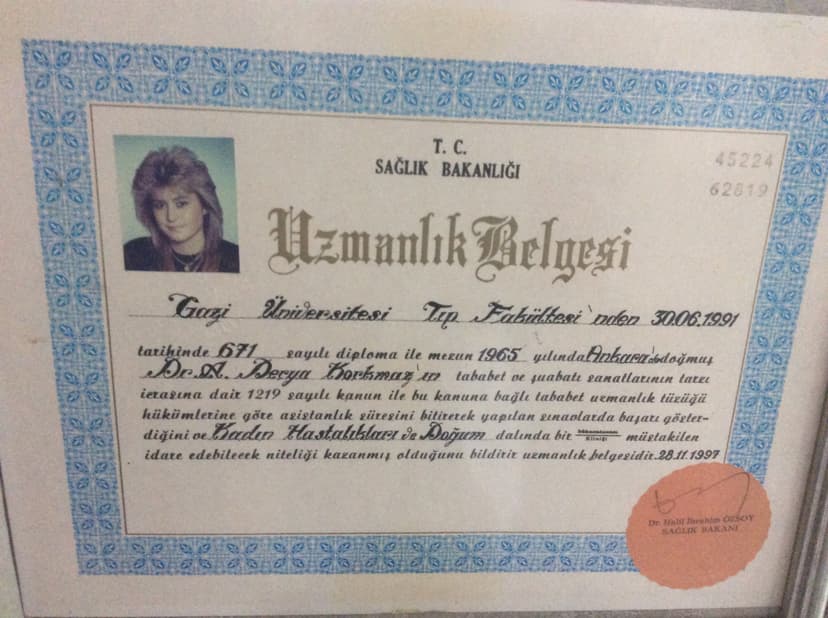 T. C.
SAĞLIK BAKANLIĞI
45224
62819
Uzmanlık Belgesi
Gazi Üniversitesi Tıp Fakültesi'nden 30.06.1991
tarihinde 671 sayılı diploma ile mezun 1965 yılında Ankara'da doğmuş
Dr. A. Derya Korkmaz'ın tababet ve şuabatı sanatlarının tarzı
icrasına dair 1219 sayılı kanun ile bu kanuna bağlı tababet uzmanlık tüzüğü
hükümlerine göre asistanlık süresini bitirerek yapılan sınavlarda başarı göster-
diğini ve Kadın Hastalıkları ve Doğum dalında bir Kliniği müstakilen
idare edebilecek niteliği kazanmış olduğunu bildirir uzmanlık belgesidir. 28.11.1997
Dr. Halil İbrahim ÖZSOY
SAĞLIK BAKANI